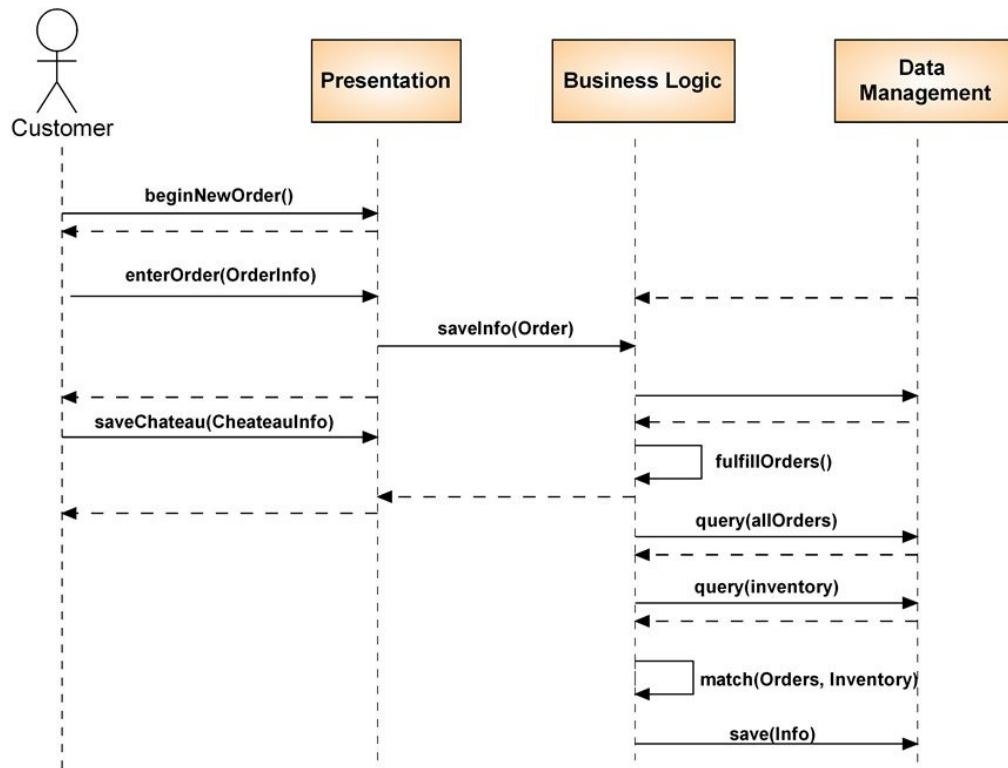 Customer
Presentation
Business Logic
Data
Management
beginNewOrder()
enterOrder(OrderInfo)
saveInfo(Order)
saveChateau(CheateauInfo)
fulfillOrders()
query(allOrders)
query(inventory)
match(Orders, Inventory)
save(Info)